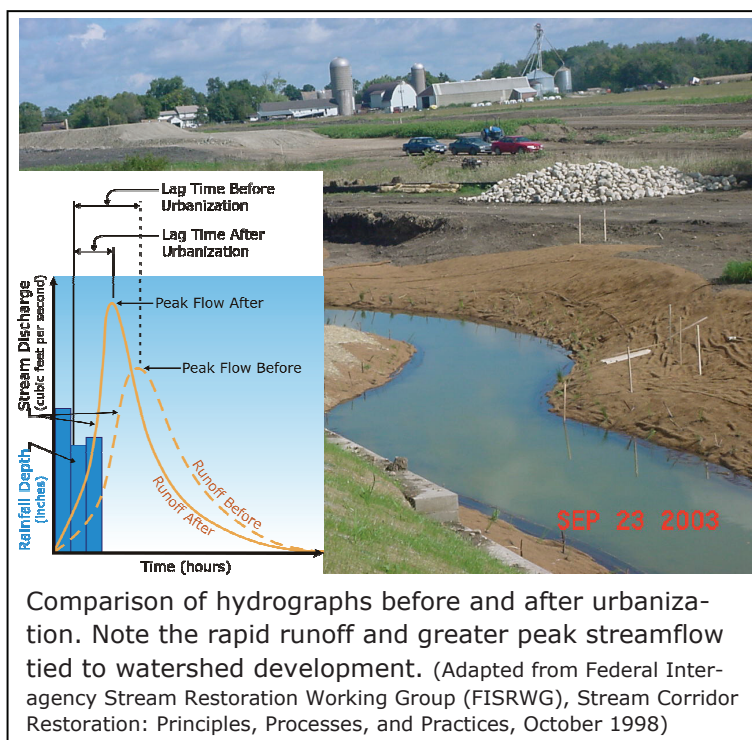 Lag Time Before
Urbanization
Lag Time After
Urbanization
Peak Flow After
Peak Flow Before
Stream Discharge
(cubic feet per second)
Rainfall Depth
(inches)
Runoff Before
Runoff After
Time (hours)
SEP 23 2003
Comparison of hydrographs before and after urbaniza-
tion. Note the rapid runoff and greater peak streamflow
tied to watershed development. (Adapted from Federal Inter-
agency Stream Restoration Working Group (FISRWG), Stream Corridor
Restoration: Principles, Processes, and Practices, October 1998)